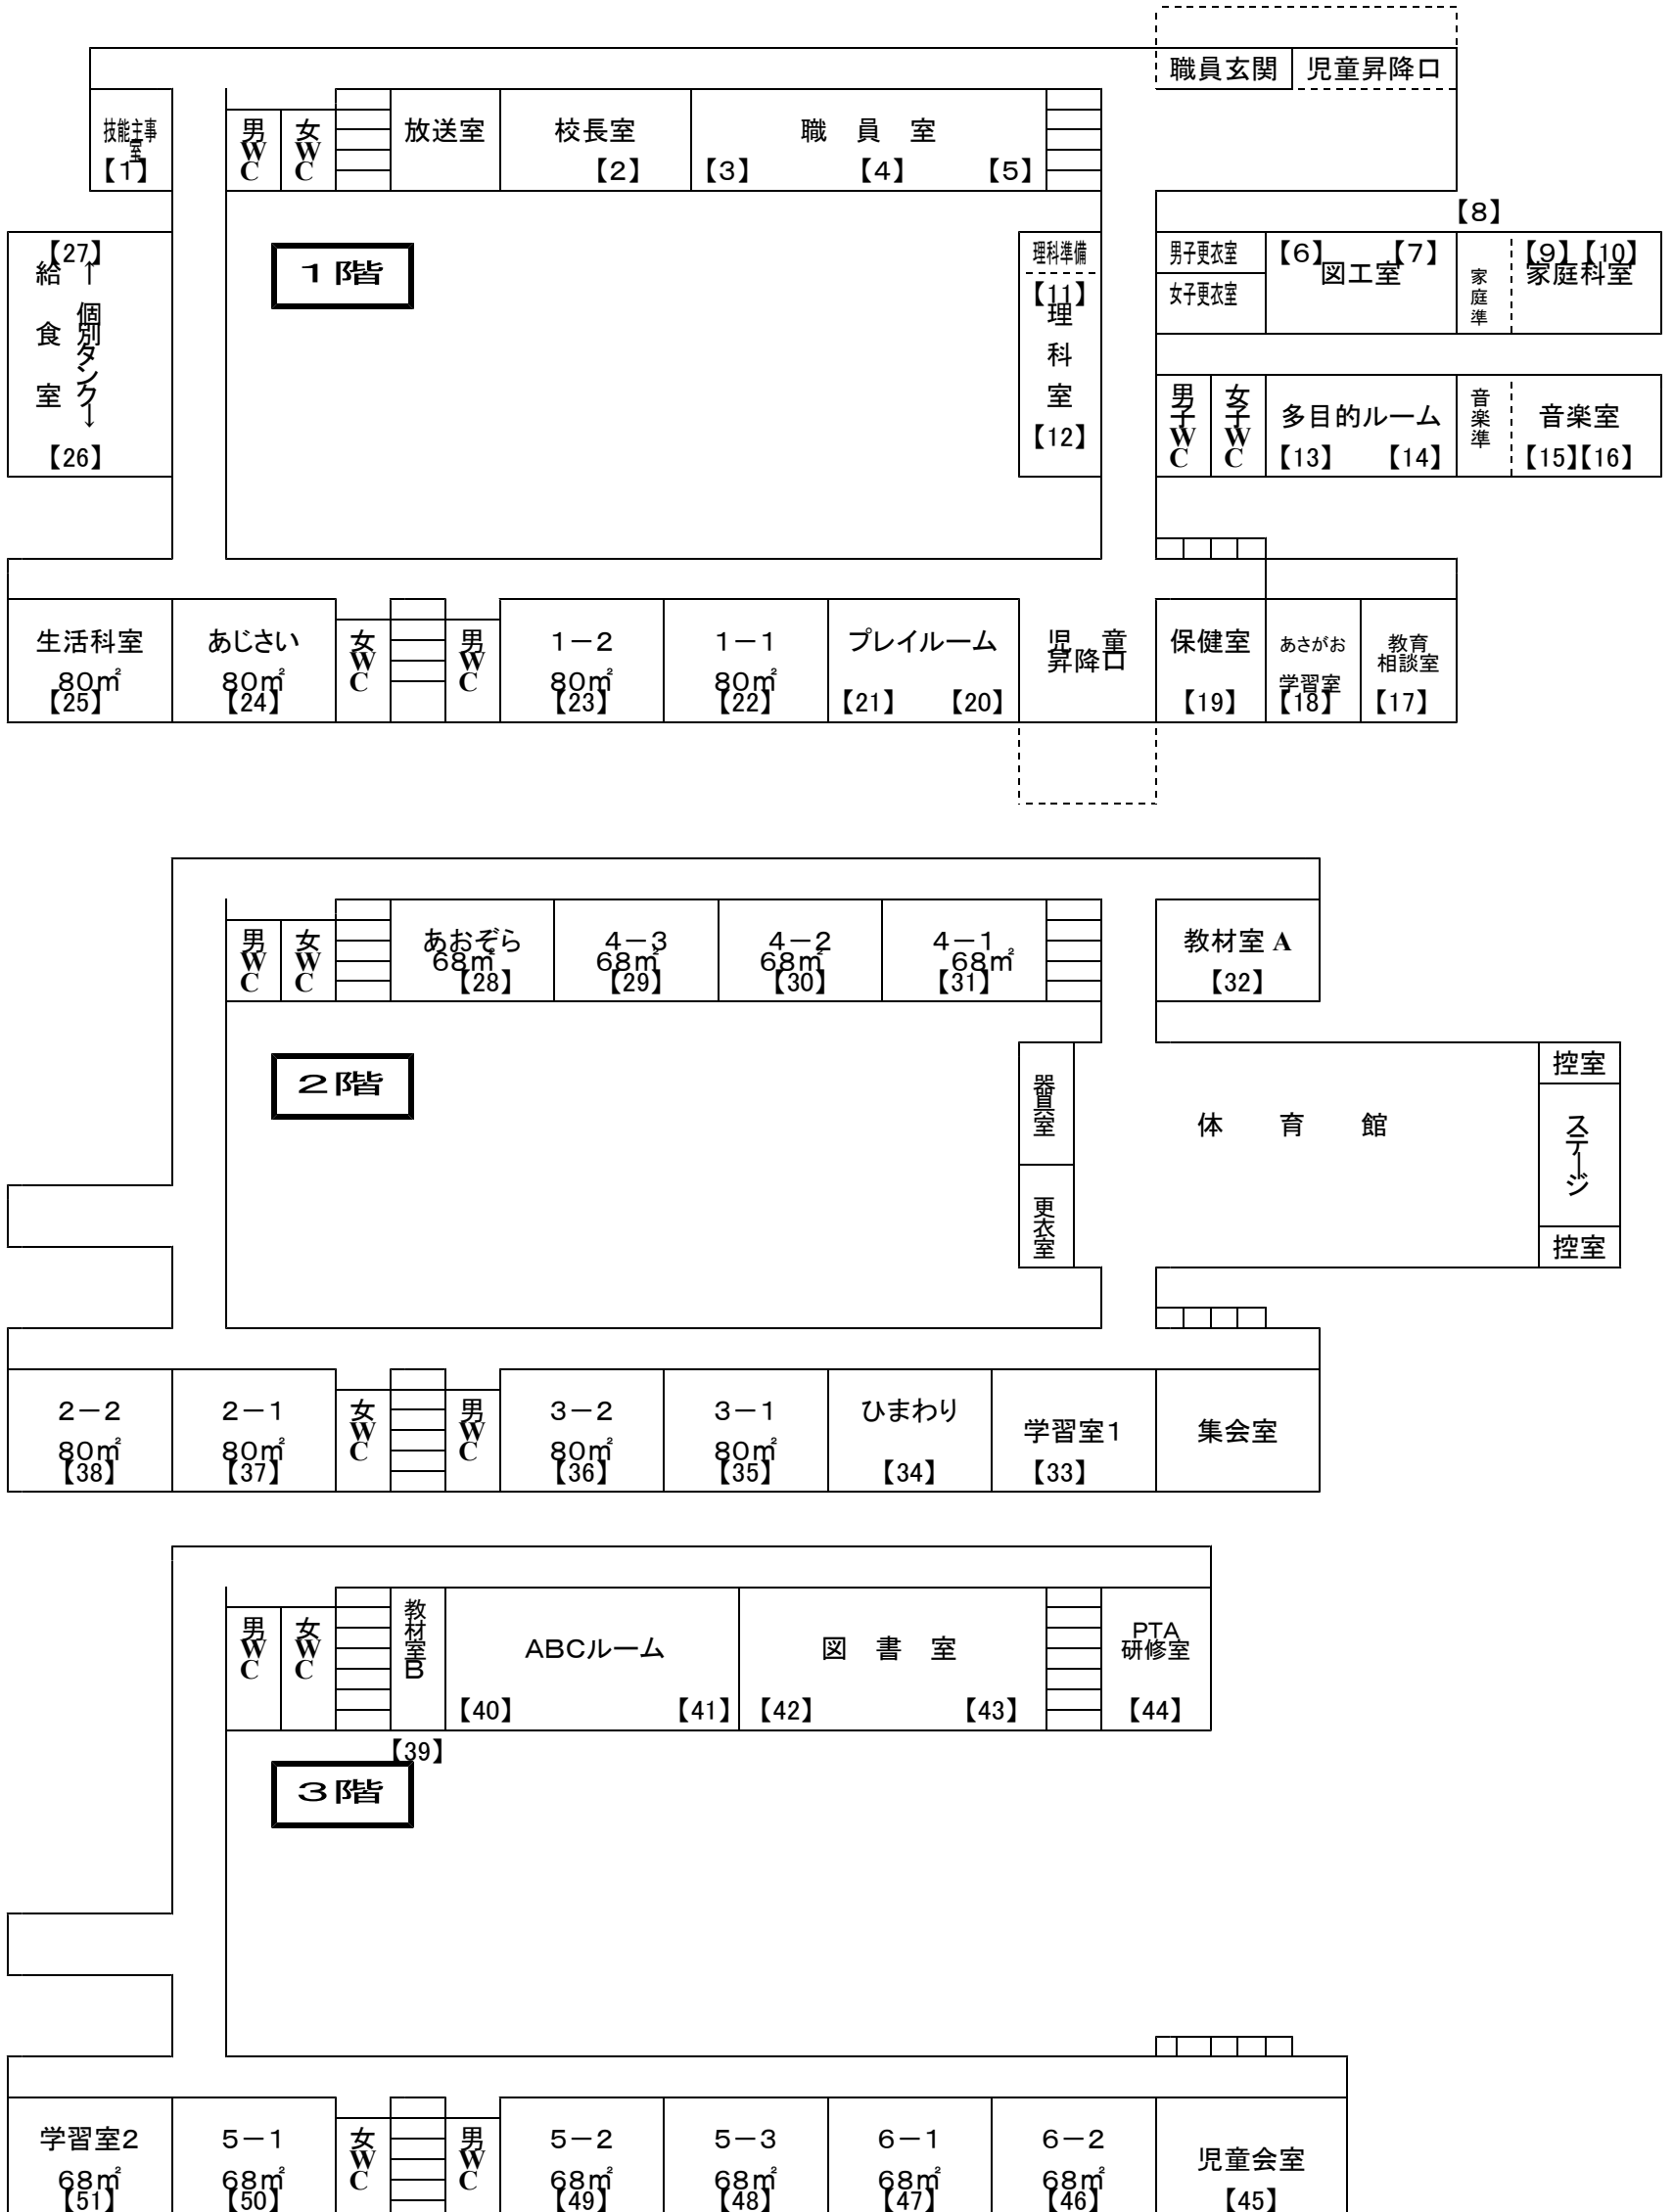 職員玄関 児童昇降口
技能主事室 男WC 女WC 放送室 校長室 職 員 室
【1】 【2】 【3】 【4】 【5】
【8】
1階
理科準備 男子更衣室 【6】 【7】 【9】【10】
図工室 家庭準 家庭科室
女子更衣室
【27】
給食室 ←個別タンク→
【26】
【11】
理科室
【12】
男子WC 女子WC 多目的ルーム 音楽準 音楽室
【13】 【14】 【15】【16】
生活科室 あじさい 女WC 男WC 1－2 1－1 プレイルーム 児 童 昇降口 保健室 あさがお 学習室 教育 相談室
80㎡ 80㎡ 80㎡ 80㎡
【25】 【24】 【23】 【22】 【21】 【20】 【19】 【18】 【17】
男WC 女WC あおぞら 4－3 4－2 4－1 教材室 A
68㎡ 68㎡ 68㎡ 68㎡
【28】 【29】 【30】 【31】 【32】
2階
器具室 体 育 館 控室
ステージ
更衣室 控室
2－2 2－1 女WC 男WC 3－2 3－1 ひまわり 学習室1 集会室
80㎡ 80㎡ 80㎡ 80㎡
【38】 【37】 【36】 【35】 【34】 【33】
男WC 女WC 教材室B ABCルーム 図 書 室 PTA 研修室
【40】 【41】 【42】 【43】 【44】
【39】
3階
学習室2 5－1 女WC 男WC 5－2 5－3 6－1 6－2 児童会室
68㎡ 68㎡ 68㎡ 68㎡ 68㎡ 68㎡
【51】 【50】 【49】 【48】 【47】 【46】 【45】